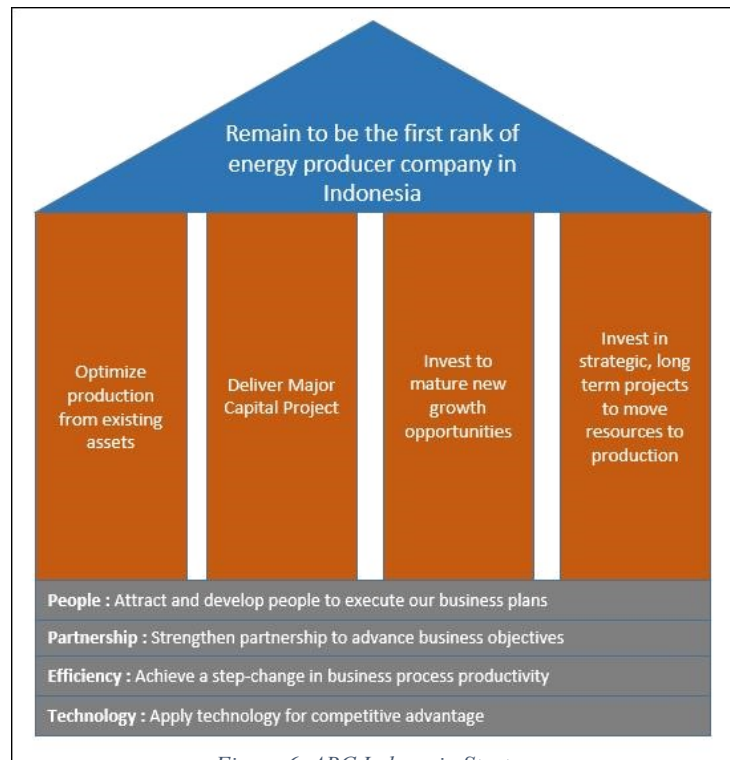 Remain to be the first rank of
energy producer company in
Indonesia
Optimize
production
from existing
assets
Deliver Major
Capital Project
Invest to
mature new
growth
opportunities
Invest in
strategic, long
term projects
to move
resources to
production
People : Attract and develop people to execute our business plans
Partnership : Strengthen partnership to advance business objectives
Efficiency : Achieve a step-change in business process productivity
Technology : Apply technology for competitive advantage